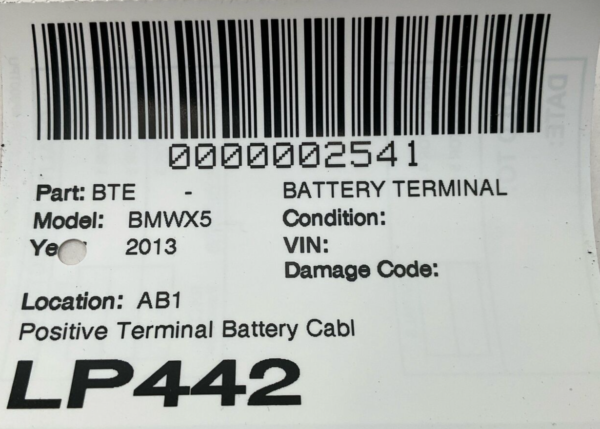 0000002541
Part: BTE - BATTERY TERMINAL
Model: BMWX5 Condition:
Ye : 2013 VIN:
Damage Code:
Location: AB1
Positive Terminal Battery Cabl
LP442